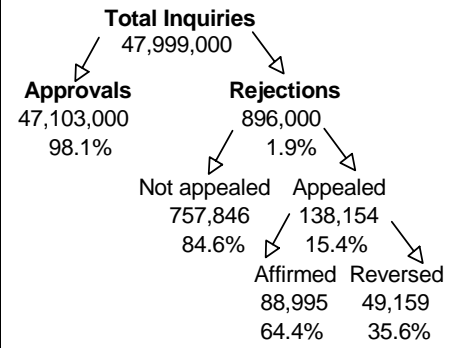 Total Inquiries
47,999,000
Approvals Rejections
47,103,000 896,000
98.1% 1.9%
Not appealed Appealed
757,846 138,154
84.6% 15.4%
Affirmed Reversed
88,995 49,159
64.4% 35.6%